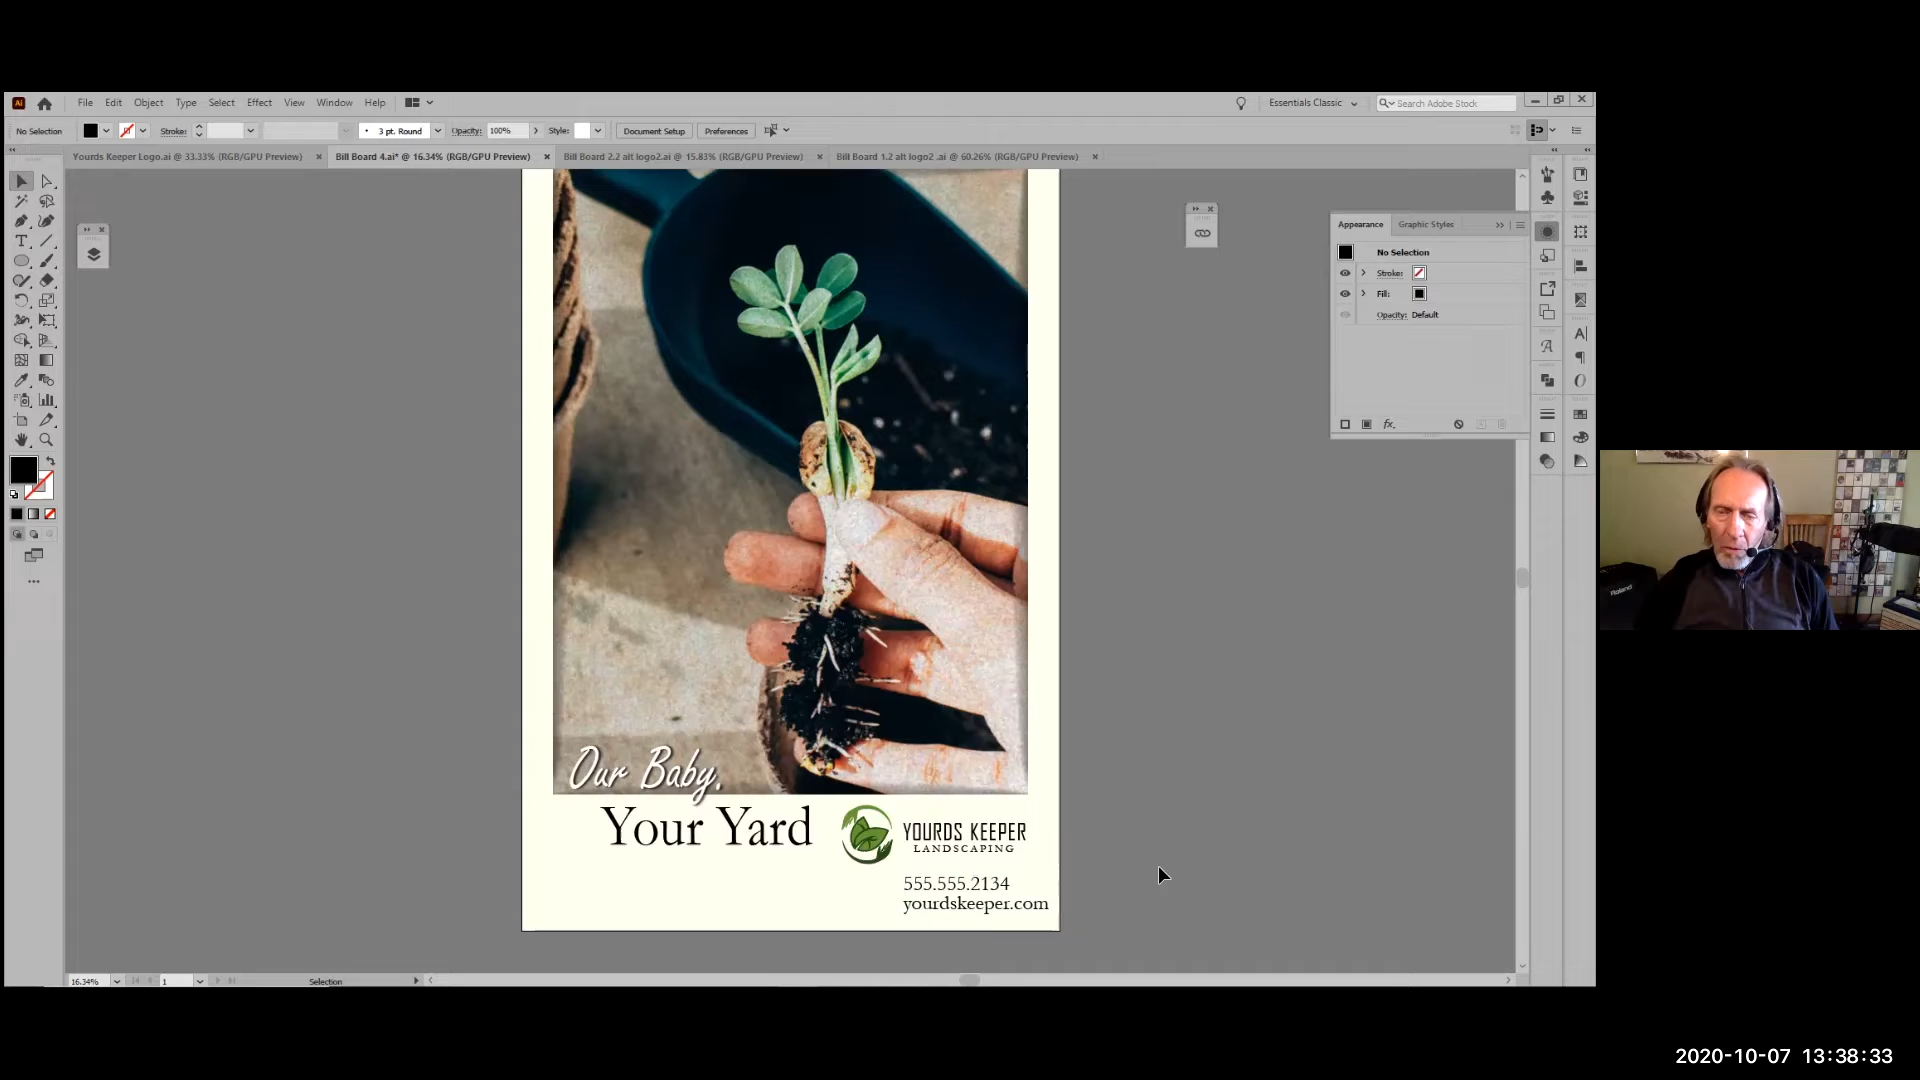 File Edit Object Type Select Effect View Window Help
Essentials Classic
Search Adobe Stock
No Selection
Stroke:
3 pt. Round
Opacity: 100%
Style:
Document Setup
Preferences
Yourds Keeper Logo.ai @ 33.33% (RGB/GPU Preview)
Bill Board 4.ai* @ 16.34% (RGB/GPU Preview)
Bill Board 2.2 alt logo2.ai @ 15.83% (RGB/GPU Preview)
Bill Board 1.2 alt logo2 .ai @ 60.26% (RGB/GPU Preview)
Appearance
Graphic Styles
No Selection
Stroke:
Fill:
Opacity: Default
fx.
Our Baby.
Your Yard
YOURDS KEEPER
LANDSCAPING
555.555.2134
yourdskeeper.com
16.34%
1
Selection
2020-10-07 13:38:33